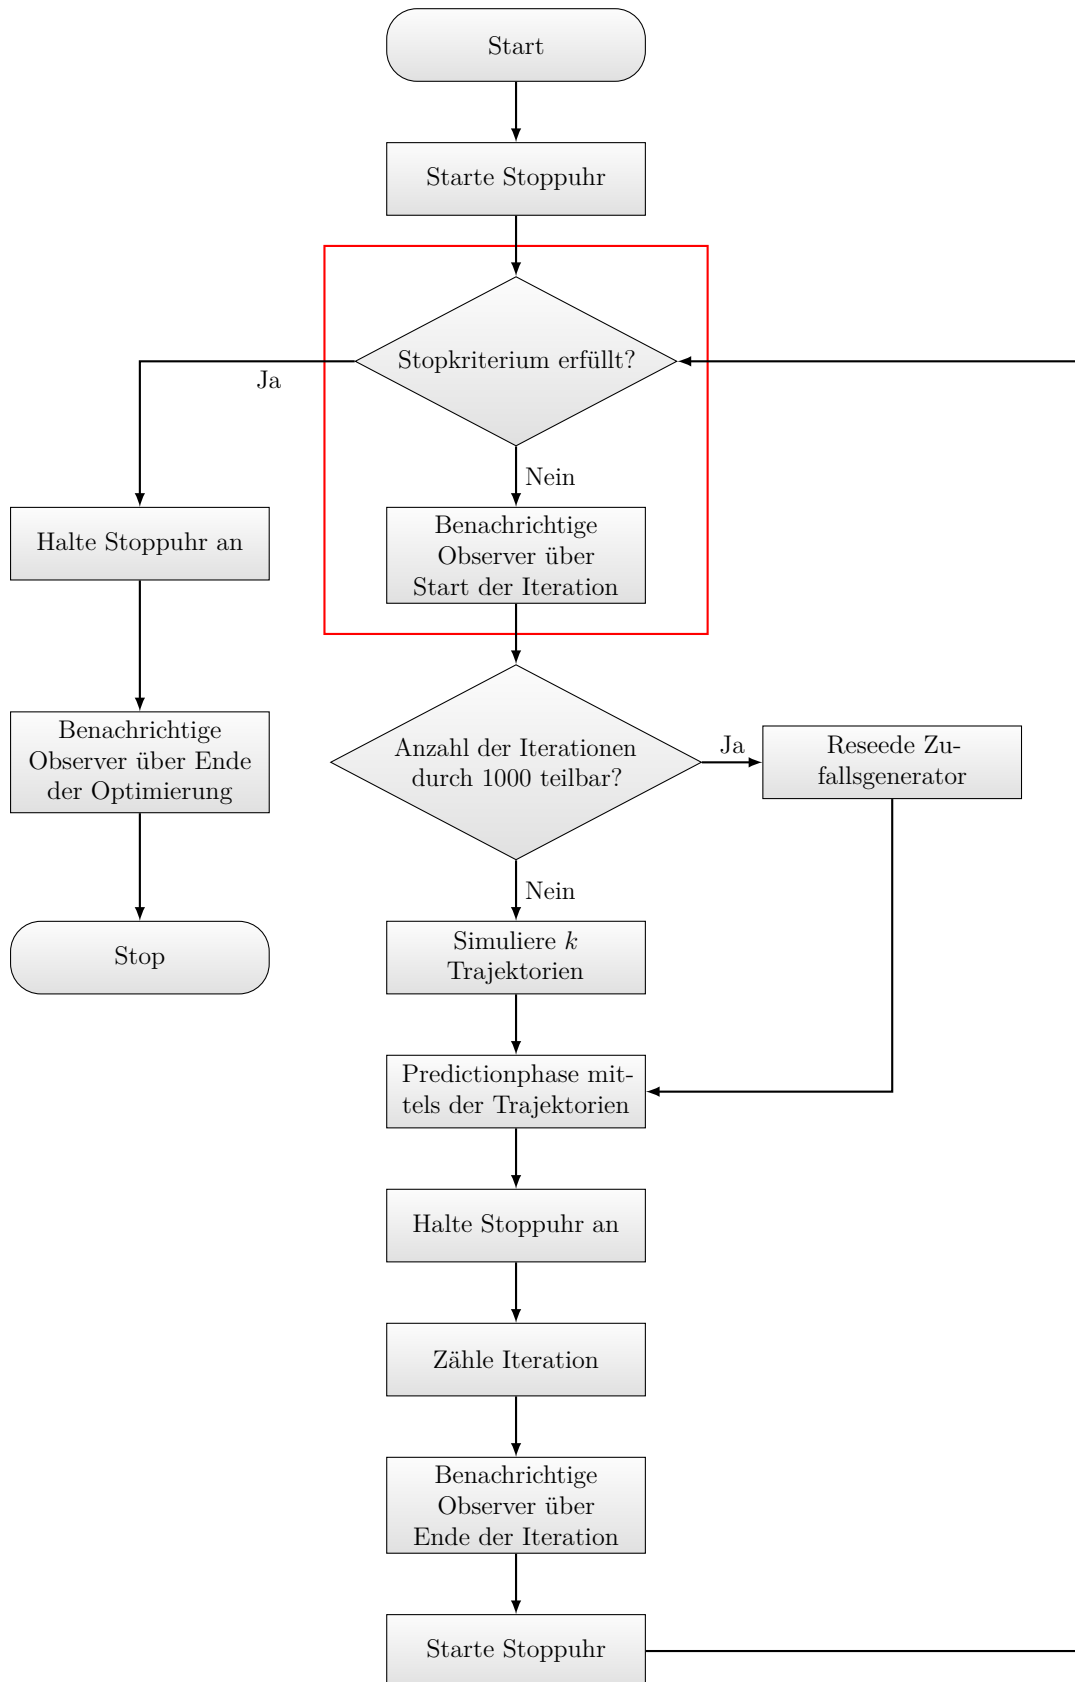 Start
Starte Stoppuhr
Stopkriterium erfüllt?
Ja
Nein
Halte Stoppuhr an
Benachrichtige
Observer über
Start der Iteration
Benachrichtige
Observer über Ende
der Optimierung
Anzahl der Iterationen
durch 1000 teilbar?
Ja
Reseede Zu-
fallsgenerator
Nein
Stop
Simuliere k
Trajektorien
Predictionphase mit-
tels der Trajektorien
Halte Stoppuhr an
Zähle Iteration
Benachrichtige
Observer über
Ende der Iteration
Starte Stoppuhr